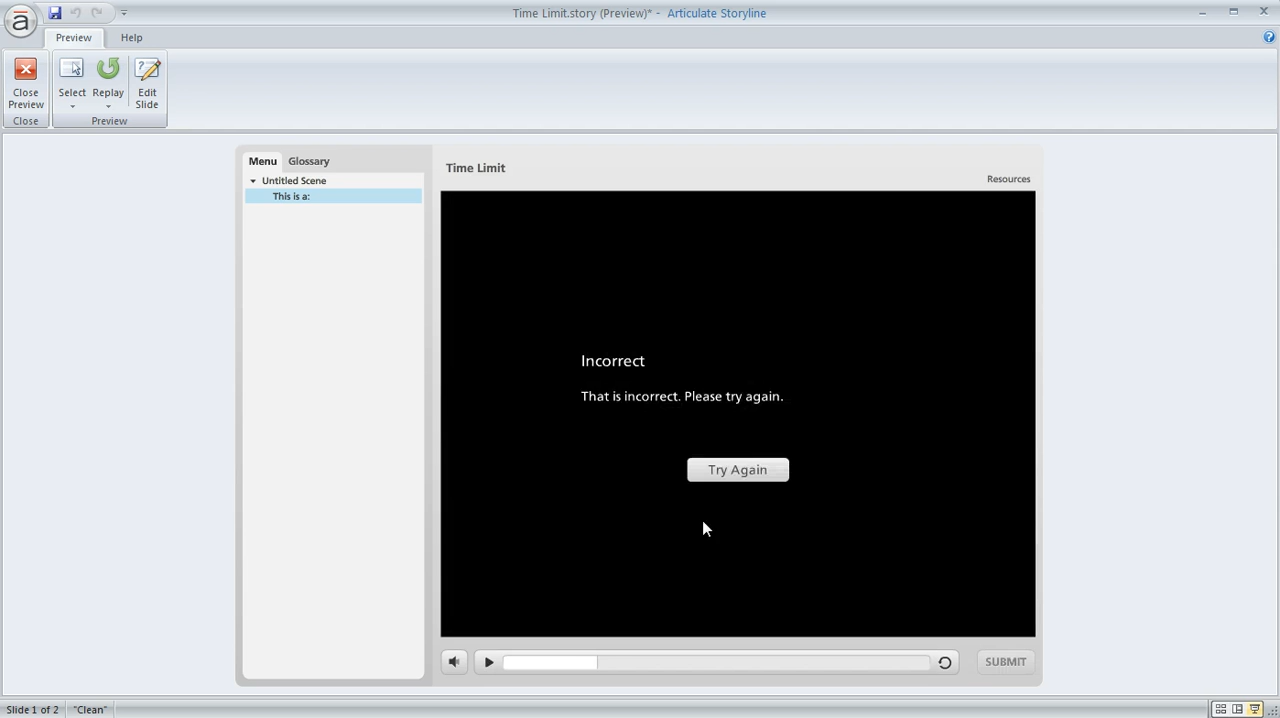 Time Limit.story (Preview)* - Articulate Storyline
Preview
Help
Close Preview
Select
Replay
Edit Slide
Close
Preview
Menu
Glossary
Untitled Scene
This is a:
Time Limit
Resources
Incorrect
That is incorrect. Please try again.
Try Again
SUBMIT
Slide 1 of 2
"Clean"